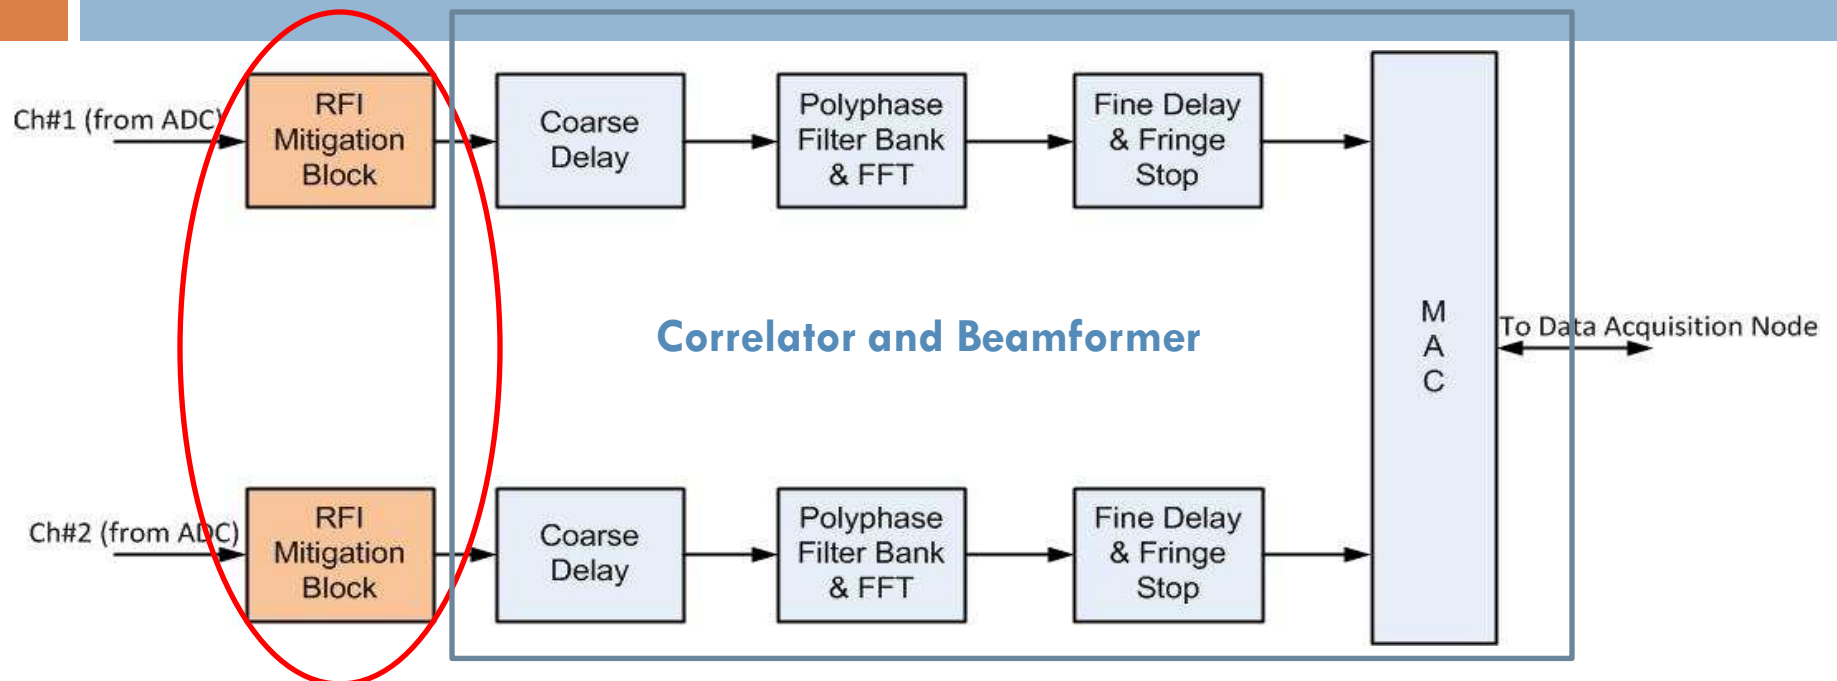 Ch#1 (from ADC)
RFI
Mitigation
Block
Coarse
Delay
Polyphase
Filter Bank
& FFT
Fine Delay
& Fringe
Stop
Correlator and Beamformer
M
A
C
To Data Acquisition Node
Ch#2 (from ADC)
RFI
Mitigation
Block
Coarse
Delay
Polyphase
Filter Bank
& FFT
Fine Delay
& Fringe
Stop